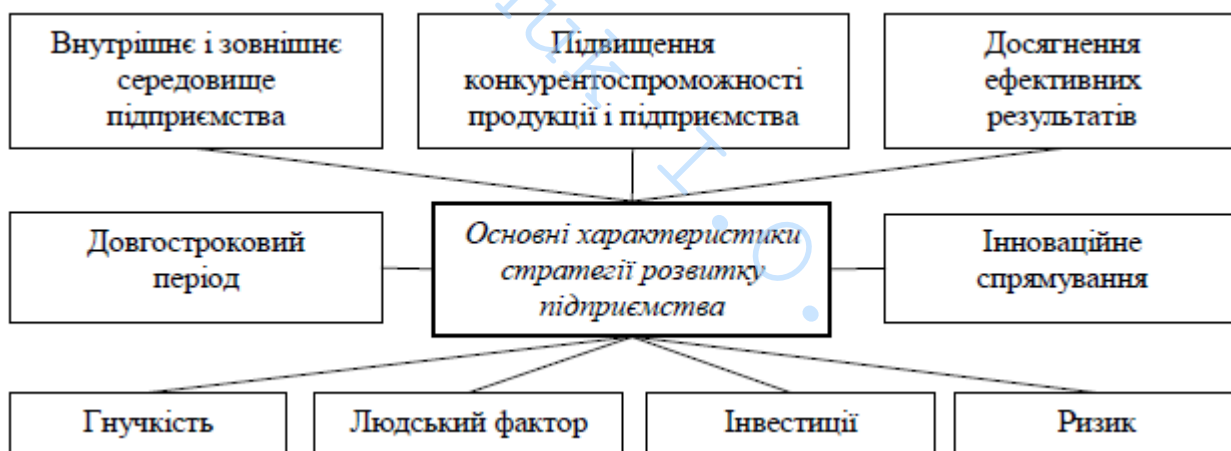 Внутрішнє і зовнішнє
середовище
підприємства
Підвищення
конкурентоспроможності
продукції і підприємства
Досягнення
ефективних
результатів
Довгостроковий
період
Основні характеристики
стратегії розвитку
підприємства
Інноваційне
спрямування
Гнучкість
Людський фактор
Інвестиції
Ризик
uk I.O.